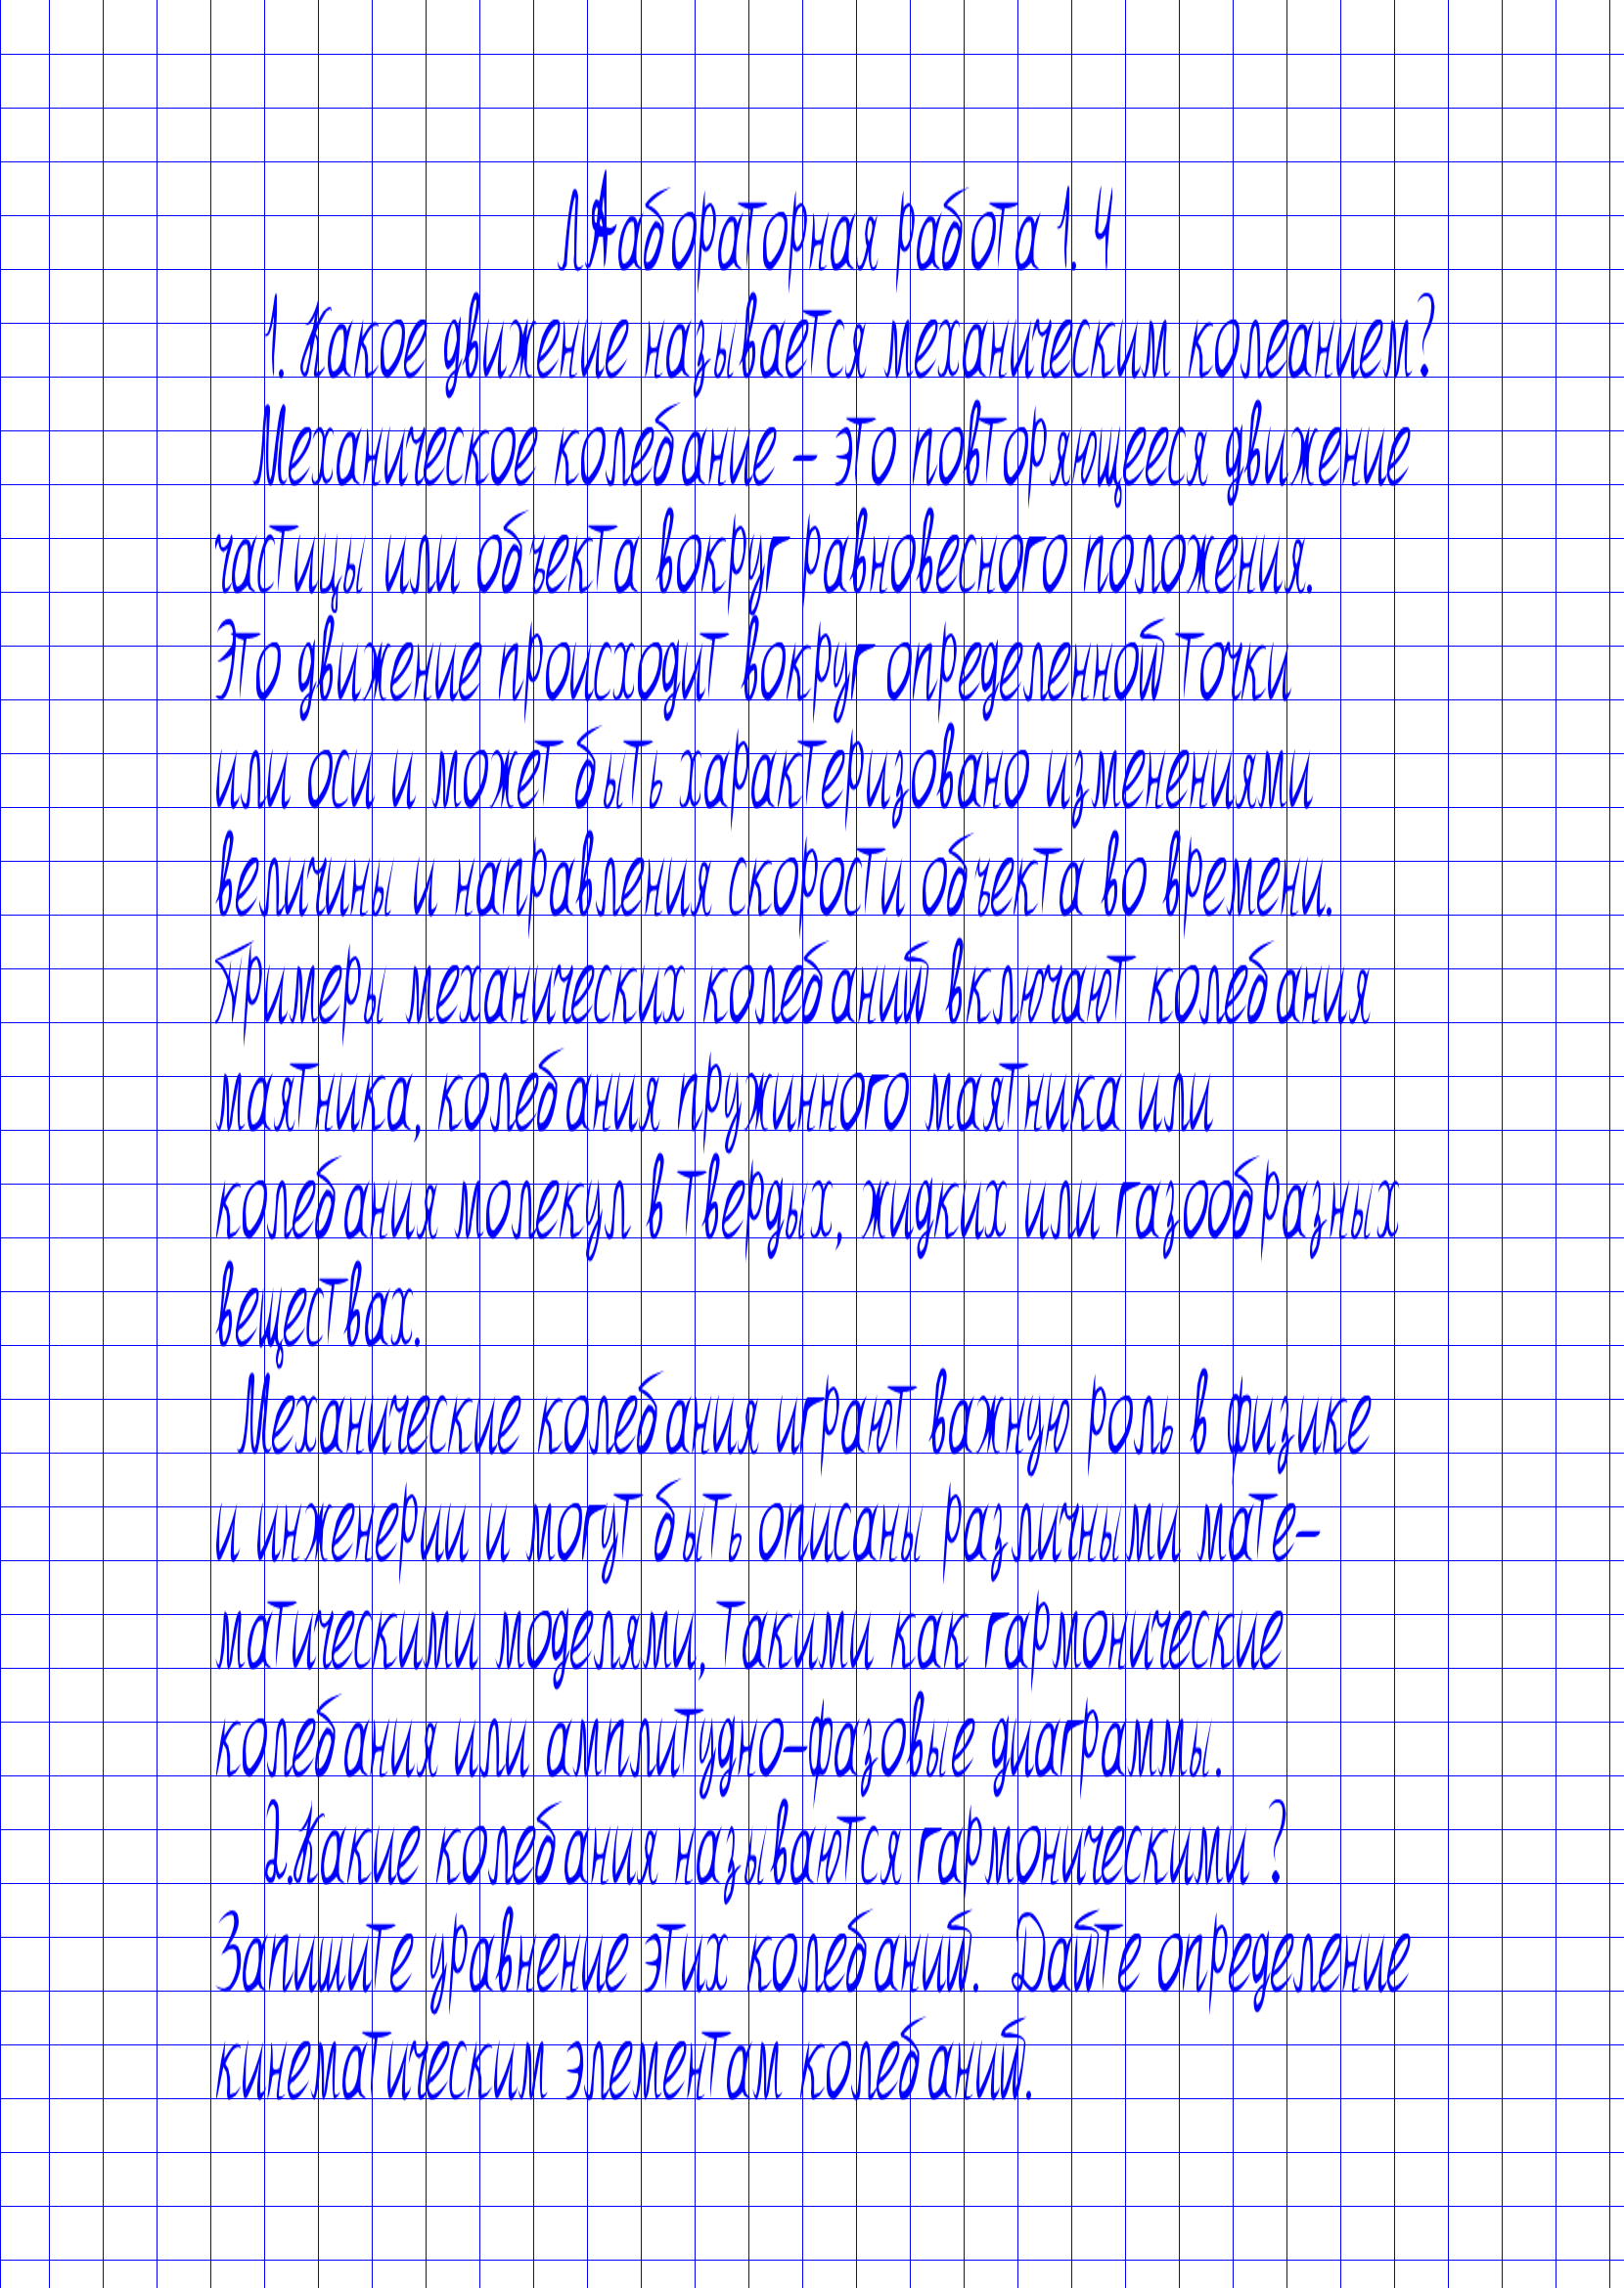 Лабораторная работа 1.4
1. Какое движение называется механическим колеанием?
Механическое колебание – это повторяющееся движение
частицы или объекта вокруг равновесного положения.
Это движение происходит вокруг определенной точки
или оси и может быть характеризовано изменениями
величины и направления скорости объекта во времени.
Примеры механических колебаний включают колебания
маятника, колебания пружинного маятника или
колебания молекул в твердых, жидких или газообразных
веществах.
Механические колебания играют важную роль в физике
и инженерии и могут быть описаны различными мате-
матическими моделями, такими как гармонические
колебания или амплитудно-фазовые диаграммы.
2.Какие колебания называются гармоническими ?
Запишите уравнение этих колебаний. Дайте определение
кинематическим элементам колебаний.